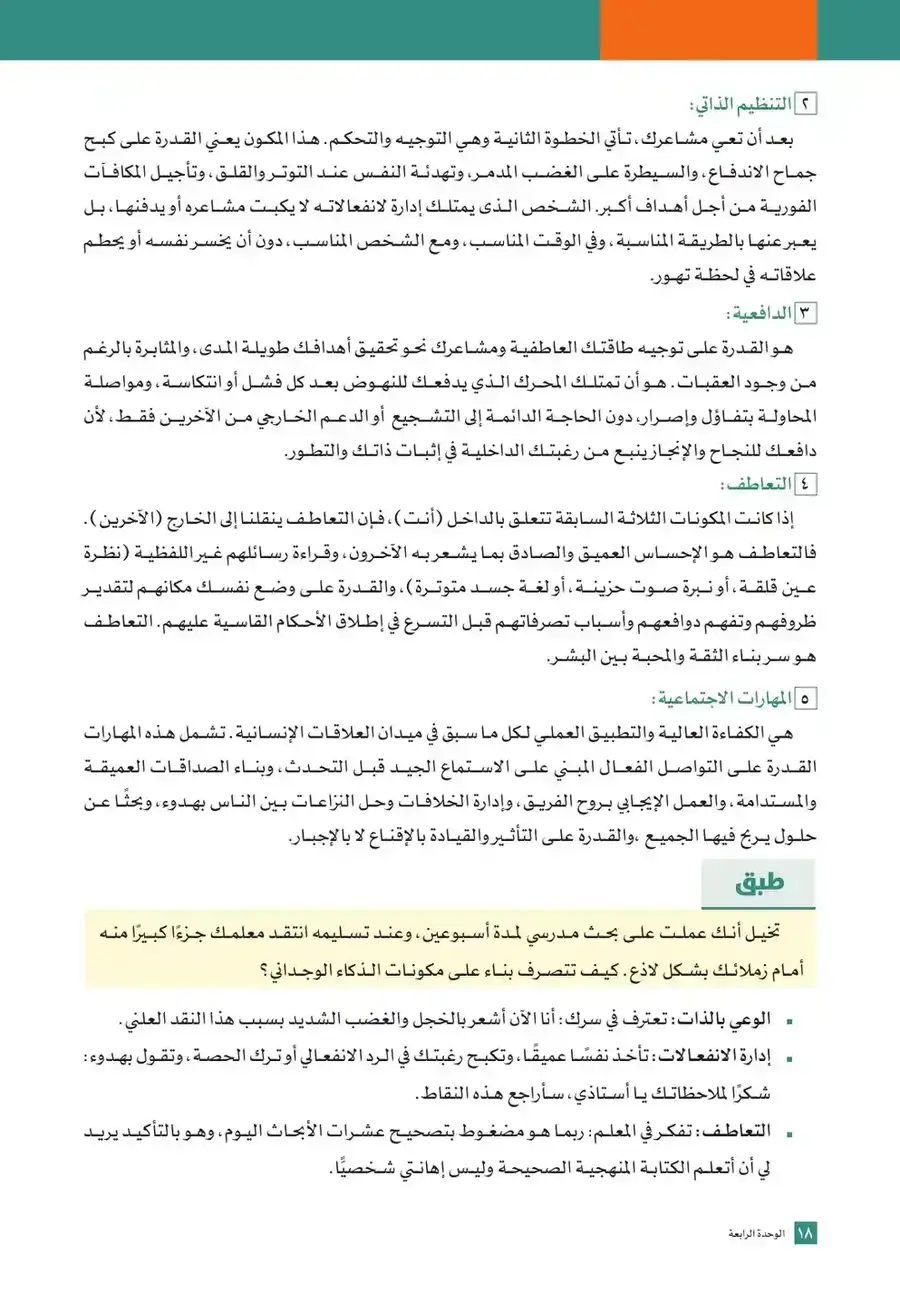 ٢ التنظيم الذاتي:
بعد أن تعي مشاعرك، تأتي الخطوة الثانية وهي التوجيه والتحكم. هذا المكون يعني القدرة على كبح
جماح الاندفاع، والسيطرة على الغضب المدمر، وتهدئة النفس عند التوتر والقلق، وتأجيل المكافآت
الفورية من أجل أهداف أكبر. الشخص الذى يمتلك إدارة لانفعالاته لا يكبت مشاعره أو يدفنها، بل
يعبر عنها بالطريقة المناسبة، وفي الوقت المناسب، ومع الشخص المناسب، دون أن يخسر نفسه أو يحطم
علاقاته في لحظة تهور.
٣ الدافعية:
هو القدرة على توجيه طاقتك العاطفية ومشاعرك نحو تحقيق أهدافك طويلة المدى، والمثابرة بالرغم
من وجود العقبات. هو أن تمتلك المحرك الذي يدفعك للنهوض بعد كل فشل أو انتكاسة، ومواصلة
المحاولة بتفاؤل وإصرار، دون الحاجة الدائمة إلى التشجيع أو الدعم الخارجي من الآخرين فقط، لأن
دافعك للنجاح والإنجاز ينبع من رغبتك الداخلية في إثبات ذاتك والتطور.
٤ التعاطف:
إذا كانت المكونات الثلاثة السابقة تتعلق بالداخل (أنت)، فإن التعاطف ينقلنا إلى الخارج (الآخرين).
فالتعاطف هو الإحساس العميق والصادق بما يشعر به الآخرون، وقراءة رسائلهم غير اللفظية (نظرة
عين قلقة، أو نبرة صوت حزينة، أو لغة جسد متوترة)، والقدرة على وضع نفسك مكانهم لتقدير
ظروفهم وتفهم دوافعهم وأسباب تصرفاتهم قبل التسرع في إطلاق الأحكام القاسية عليهم. التعاطف
هو سر بناء الثقة والمحبة بين البشر.
٥ المهارات الاجتماعية:
هي الكفاءة العالية والتطبيق العملي لكل ما سبق في ميدان العلاقات الإنسانية. تشمل هذه المهارات
القدرة على التواصل الفعال المبني على الاستماع الجيد قبل التحدث، وبناء الصداقات العميقة
والمستدامة، والعمل الإيجابي بروح الفريق، وإدارة الخلافات وحل النزاعات بين الناس بهدوء، وبحثًا عن
حلول يربح فيها الجميع ،والقدرة على التأثير والقيادة بالإقناع لا بالإجبار.
طبق
تخيل أنك عملت على بحث مدرسي لمدة أسبوعين، وعند تسليمه انتقد معلمك جزءًا كبيرًا منه
أمام زملائك بشكل لاذع. كيف تتصرف بناء على مكونات الذكاء الوجداني؟
▪ الوعي بالذات: تعترف في سرك: أنا الآن أشعر بالخجل والغضب الشديد بسبب هذا النقد العلني.
▪ إدارة الانفعالات: تأخذ نفسًا عميقًا، وتكبح رغبتك في الرد الانفعالي أو ترك الحصة، وتقول بهدوء:
شكرًا لملاحظاتك يا أستاذي، سأراجع هذه النقاط.
▪ التعاطف: تفكر في المعلم: ربما هو مضغوط بتصحيح عشرات الأبحاث اليوم، وهو بالتأكيد يريد
لي أن أتعلم الكتابة المنهجية الصحيحة وليس إهانتي شخصيًّا.
١٨ الوحدة الرابعة